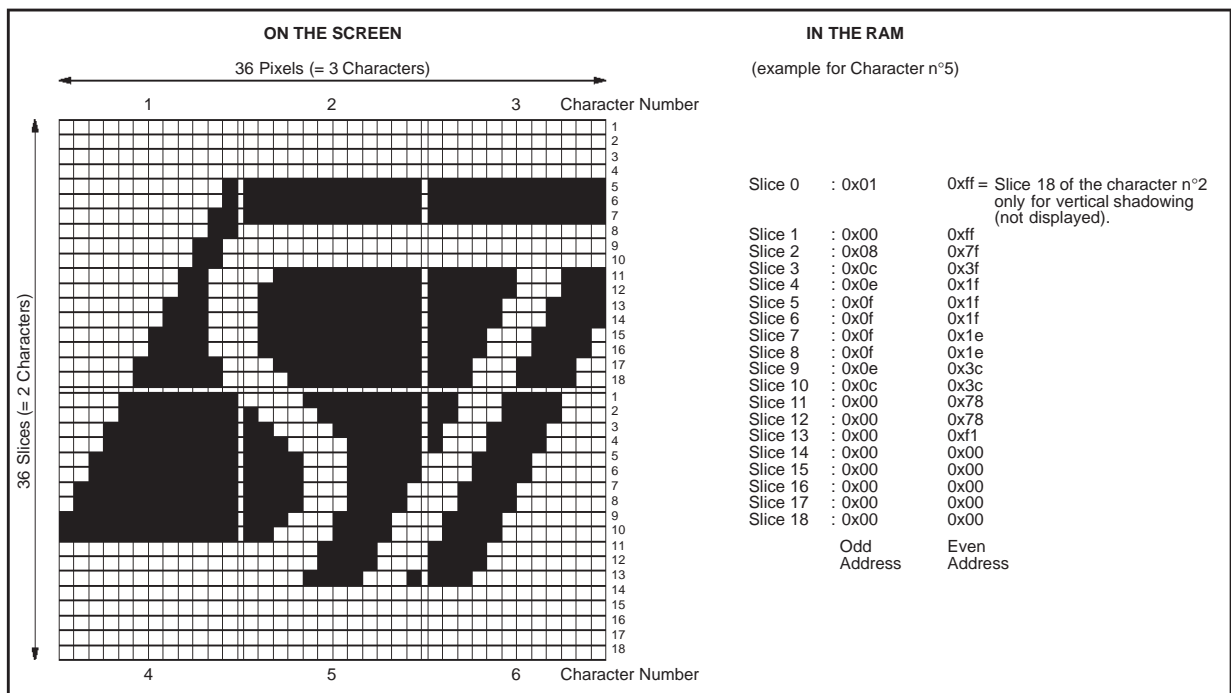 ON THE SCREEN
IN THE RAM
36 Pixels (= 3 Characters)
(example for Character n°5)
1 2 3 Character Number
36 Slices (= 2 Characters)
1
2
3
4
5
6
7
8
9
10
11
12
13
14
15
16
17
18
1
2
3
4
5
6
7
8
9
10
11
12
13
14
15
16
17
18
4 5 6 Character Number
Slice 0 : 0x01 0xff = Slice 18 of the character n°2
only for vertical shadowing
(not displayed).
Slice 1 : 0x00 0xff
Slice 2 : 0x08 0x7f
Slice 3 : 0x0c 0x3f
Slice 4 : 0x0e 0x1f
Slice 5 : 0x0f 0x1f
Slice 6 : 0x0f 0x1f
Slice 7 : 0x0f 0x1e
Slice 8 : 0x0f 0x1e
Slice 9 : 0x0e 0x3c
Slice 10 : 0x0c 0x3c
Slice 11 : 0x00 0x78
Slice 12 : 0x00 0x78
Slice 13 : 0x00 0xf1
Slice 14 : 0x00 0x00
Slice 15 : 0x00 0x00
Slice 16 : 0x00 0x00
Slice 17 : 0x00 0x00
Slice 18 : 0x00 0x00
Odd Even
Address Address